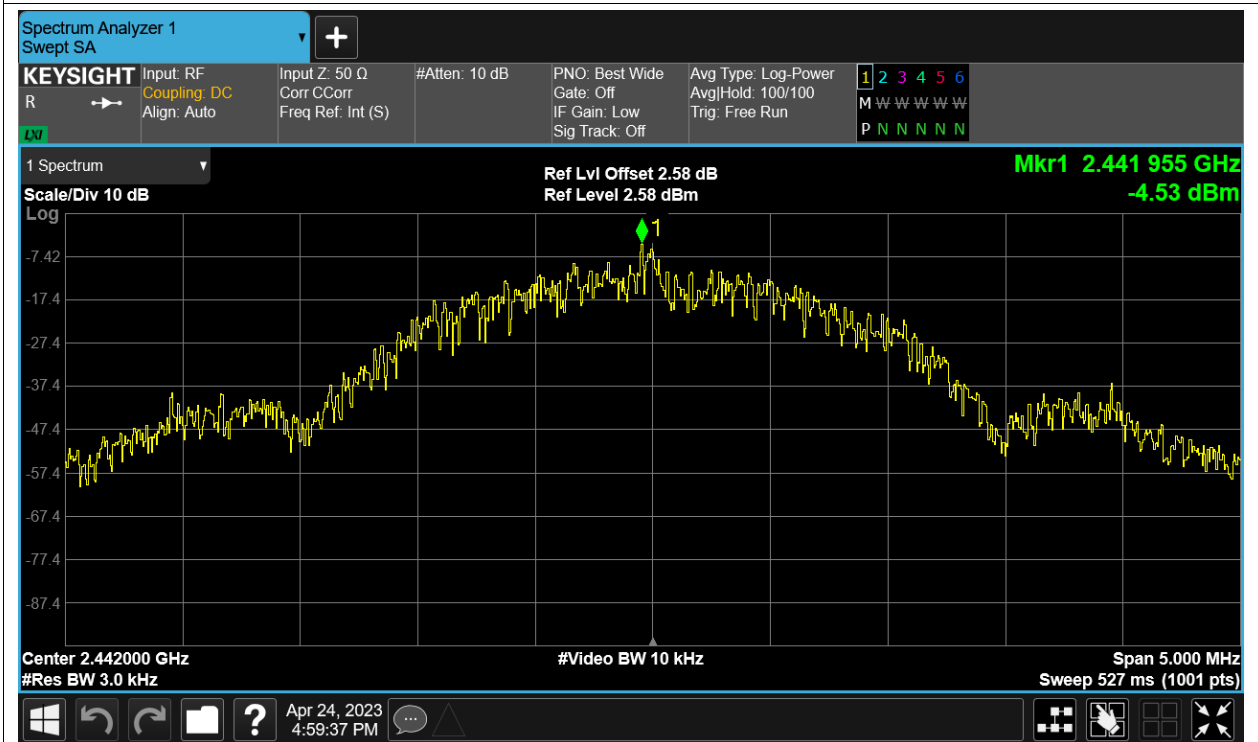 Spectrum Analyzer 1
Swept SA
KEYSIGHT
R
LXI
Input: RF
Coupling: DC
Align: Auto
Input Z: 50 Ω
Corr CCorr
Freq Ref: Int (S)
#Atten: 10 dB
PNO: Best Wide
Gate: Off
IF Gain: Low
Sig Track: Off
Avg Type: Log-Power
Avg|Hold: 100/100
Trig: Free Run
1 2 3 4 5 6
M W W W W W
P N N N N N
1 Spectrum
Scale/Div 10 dB
Ref Lvl Offset 2.58 dB
Ref Level 2.58 dBm
Mkr1 2.441 955 GHz
-4.53 dBm
Log
1
-7.42
-17.4
-27.4
-37.4
-47.4
-57.4
-67.4
-77.4
-87.4
Center 2.442000 GHz
#Video BW 10 kHz
Span 5.000 MHz
#Res BW 3.0 kHz
Sweep 527 ms (1001 pts)
?
Apr 24, 2023
4:59:37 PM